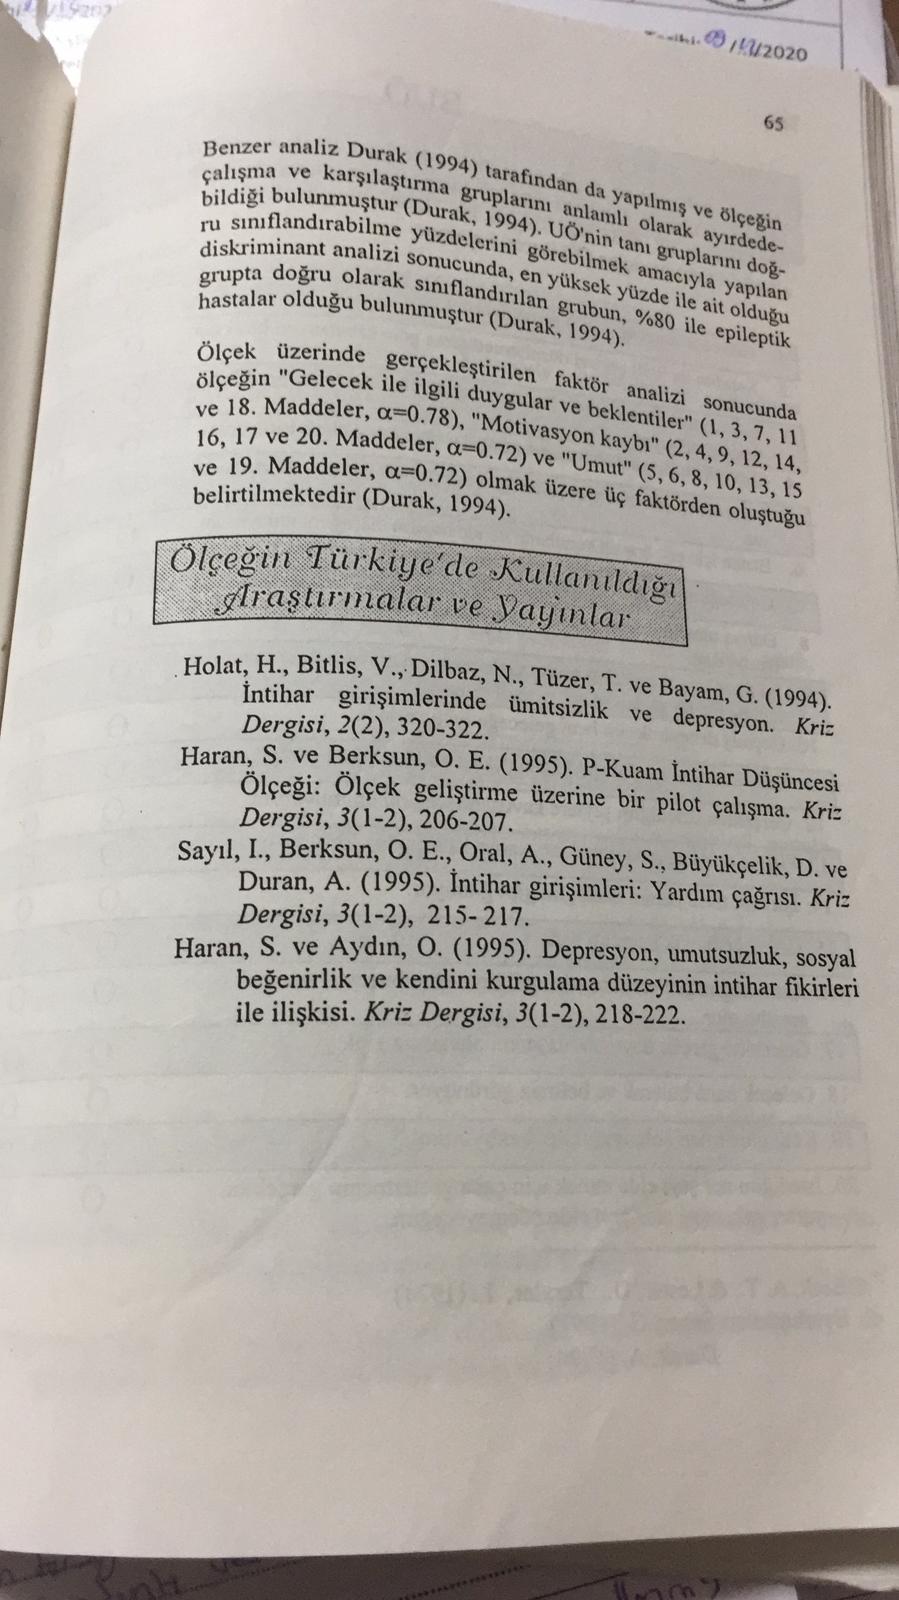 /2020
65
Benzer analiz Durak (1994) tarafından da yapılmış ve ölçeğin
çalışma ve karşılaştırma gruplarını anlamlı olarak ayırdede-
bildiği bulunmuştur (Durak, 1994). UÖ'nin tanı gruplarını doğ-
ru sınıflandırabilme yüzdelerini görebilmek amacıyla yapılan
diskriminant analizi sonucunda, en yüksek yüzde ile ait olduğu
grupta doğru olarak sınıflandırılan grubun, %80 ile epileptik
hastalar olduğu bulunmuştur (Durak, 1994).
Ölçek üzerinde gerçekleştirilen faktör analizi sonucunda
ölçeğin "Gelecek ile ilgili duygular ve beklentiler" (1, 3, 7, 11
ve 18. Maddeler, α=0.78), "Motivasyon kaybı" (2, 4, 9, 12, 14,
16, 17 ve 20. Maddeler, α=0.72) ve "Umut" (5, 6, 8, 10, 13, 15
ve 19. Maddeler, α=0.72) olmak üzere üç faktörden oluştuğu
belirtilmektedir (Durak, 1994).
Ölçeğin Türkiye'de Kullanıldığı
Araştırmalar ve Yayınlar
Holat, H., Bitlis, V., Dilbaz, N., Tüzer, T. ve Bayam, G. (1994).
İntihar girişimlerinde ümitsizlik ve depresyon. Kriz
Dergisi, 2(2), 320-322.
Haran, S. ve Berksun, O. E. (1995). P-Kuam İntihar Düşüncesi
Ölçeği: Ölçek geliştirme üzerine bir pilot çalışma. Kriz
Dergisi, 3(1-2), 206-207.
Sayıl, I., Berksun, O. E., Oral, A., Güney, S., Büyükçelik, D. ve
Duran, A. (1995). İntihar girişimleri: Yardım çağrısı. Kriz
Dergisi, 3(1-2), 215- 217.
Haran, S. ve Aydın, O. (1995). Depresyon, umutsuzluk, sosyal
beğenirlik ve kendini kurgulama düzeyinin intihar fikirleri
ile ilişkisi. Kriz Dergisi, 3(1-2), 218-222.